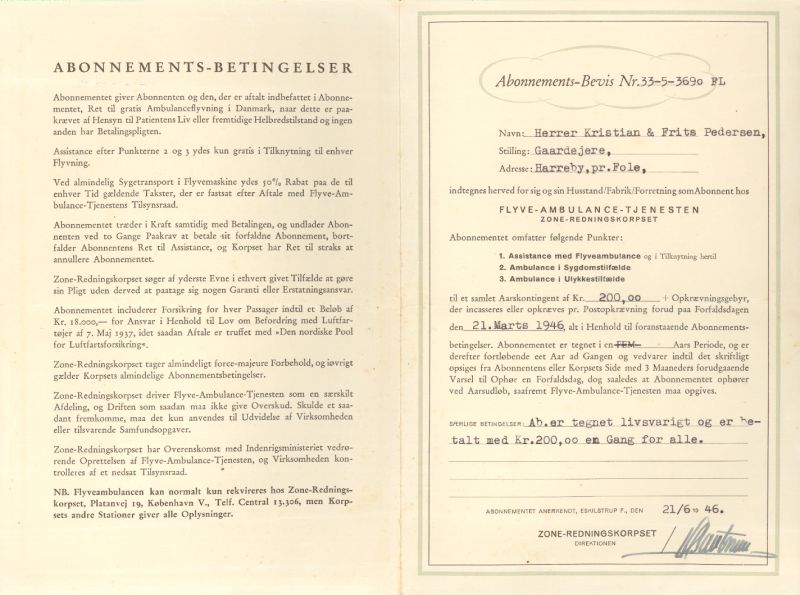 ABONNEMENTS-BETINGELSER
Abonnementet giver Abonnenten og den, der er aftalt indbefattet i Abonne-
mentet, Ret til gratis Ambulanceflyvning i Danmark, naar dette er paa-
krævet af Hensyn til Patientens Liv eller fremtidige Helbredstilstand og ingen
anden har Betalingspligten.
Assistance efter Punkterne 2 og 3 ydes kun gratis i Tilknytning til enhver
Flyvning.
Ved almindelig Sygetransport i Flyvemaskine ydes 50% Rabat paa de til
enhver Tid gældende Takster, der er fastsat efter Aftale med Flyve-Am-
bulance-Tjenestens Tilsynsraad.
Abonnementet træder i Kraft samtidig med Betalingen, og undlader Abon-
nenten ved to Gange Paakrav at betale sit forfaldne Abonnement, bort-
falder Abonnentens Ret til Assistance, og Korpset har Ret til straks at
annullere Abonnementet.
Zone-Redningskorpset søger af yderste Evne i ethvert givet Tilfælde at gøre
sin Pligt uden derved at paatage sig nogen Garanti eller Erstatningsansvar.
Abonnementet includerer Forsikring for hver Passager indtil et Beløb af
Kr. 18.000,— for Ansvar i Henhold til Lov om Befordring med Luftfar-
tøjer af 7. Maj 1937, idet saadan Aftale er truffet med »Den nordiske Pool
for Luftfartsforsikring«.
Zone-Redningskorpset tager almindeligt force-majeure Forbehold, og iøvrigt
gælder Korpsets almindelige Abonnementsbetingelser.
Zone-Redningskorpset driver Flyve-Ambulance-Tjenesten som en særskilt
Afdeling, og Driften som saadan maa ikke give Overskud. Skulde et saa-
dant fremkomme, maa det kun anvendes til Udvidelse af Virksomheden
eller tilsvarende Samfundsopgaver.
Zone-Redningskorpset har Overenskomst med Indenrigsministeriet vedrø-
rende Oprettelsen af Flyve-Ambulance-Tjenesten, og Virksomheden kon-
trolleres af et nedsat Tilsynsraad.
NB. Flyveambulancen kan normalt kun rekvireres hos Zone-Rednings-
korpset, Platanvej 19, København V., Telf. Central 13.306, men Korp-
sets andre Stationer giver alle Oplysninger.
Abonnements-Bevis Nr. 33-5-3690 FL
Navn: Herrer Kristian & Frits Pedersen,
Stilling: Gaardejere,
Adresse: Harreby, pr. Fole,
indtegnes herved for sig og sin Husstand/Fabrik/Forretning som Abonnent hos
FLYVE-AMBULANCE-TJENESTEN
ZONE-REDNINGSKORPSET
Abonnementet omfatter følgende Punkter:
1. Assistance med Flyveambulance og i Tilknytning hertil
2. Ambulance i Sygdomstilfælde
3. Ambulance i Ulykkestilfælde
til et samlet Aarskontingent af Kr. 200,oo + Opkrævningsgebyr,
der incasseres eller opkræves pr. Postopkrævning forud paa Forfaldsdagen
den 21.Marts 1946, alt i Henhold til foranstaaende Abonnements-
betingelser. Abonnementet er tegnet i en FEM- Aars Periode, og er
derefter fortløbende eet Aar ad Gangen og vedvarer indtil det skriftligt
opsiges fra Abonnentens eller Korpsets Side med 3 Maaneders forudgaaende
Varsel til Ophør en Forfaldsdag, dog saaledes at Abonnementet ophører
ved Aarsudløb, saafremt Flyve-Ambulance-Tjenesten maa opgives.
SÆRLIGE BETINGELSER: Ab.er tegnet livsvarigt og er be-
talt med Kr.200,oo en Gang for alle.
ABONNEMENTET ANERKENDT, ESKILSTRUP F., DEN 21/6 19 46.
ZONE-REDNINGSKORPSET
DIREKTIONEN